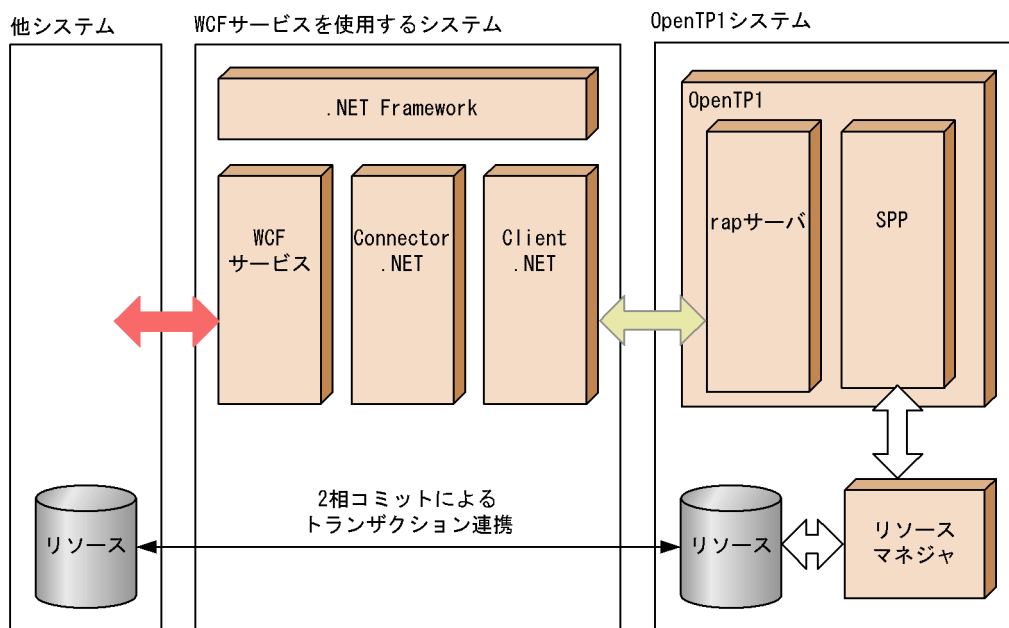 他システム
WCFサービスを使用するシステム
OpenTP1システム
.NET Framework
OpenTP1
WCF
サービス
Connector
.NET
Client
.NET
rapサーバ
SPP
2相コミットによる
トランザクション連携
リソース
リソース
リソース
マネジャ